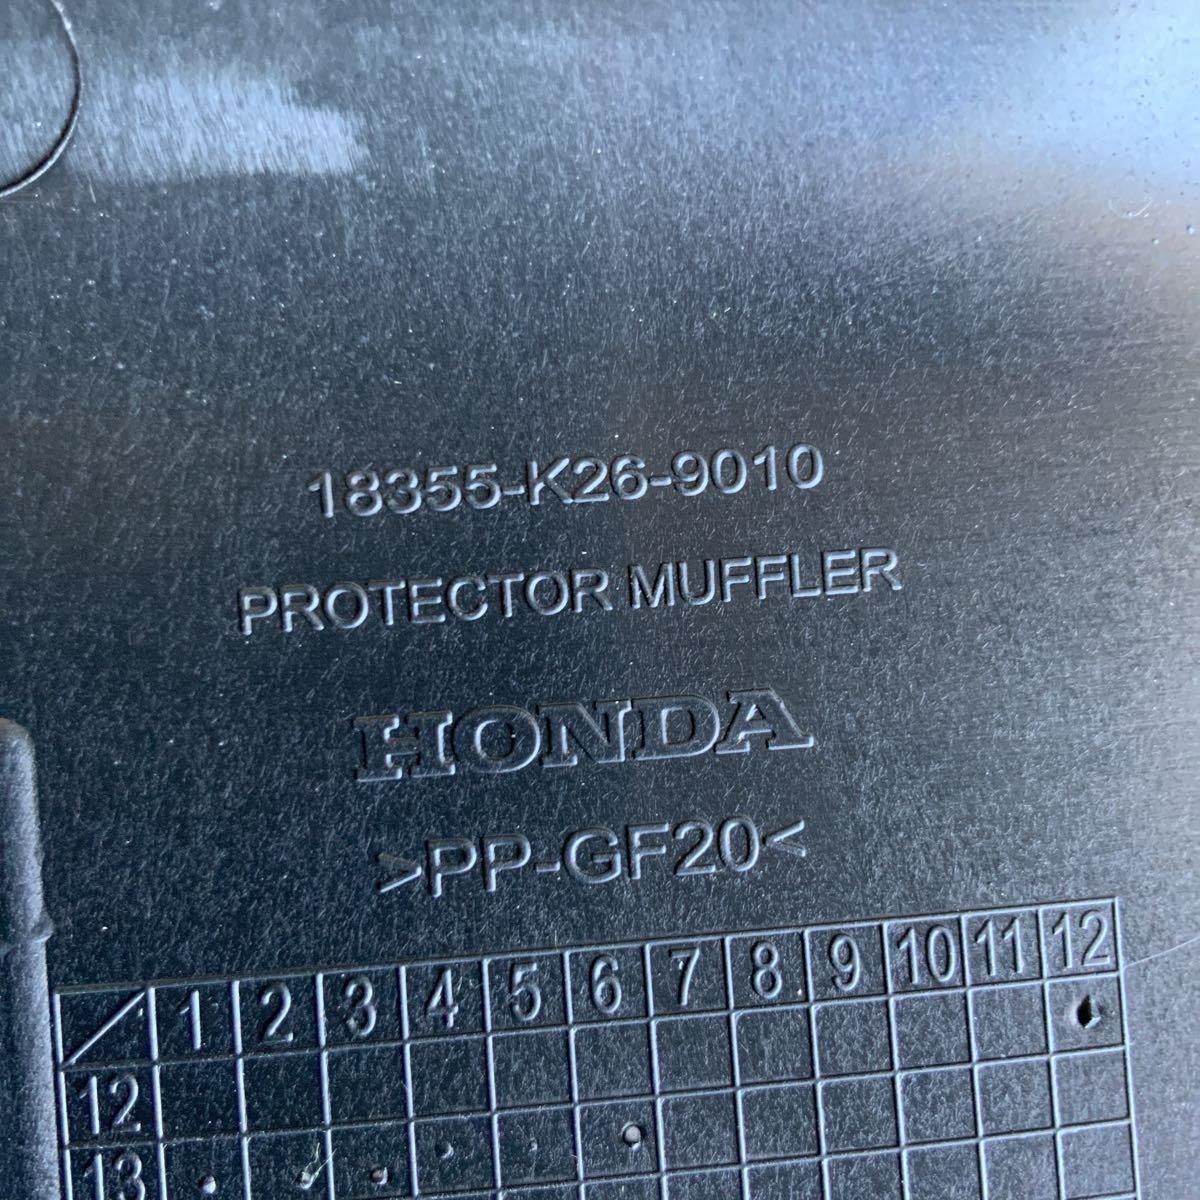 18355-K26-9010
PROTECTOR MUFFLER
HONDA
>PP-GF20<
1 2 3 4 5 6 7 8 9 10 11 12
12
13